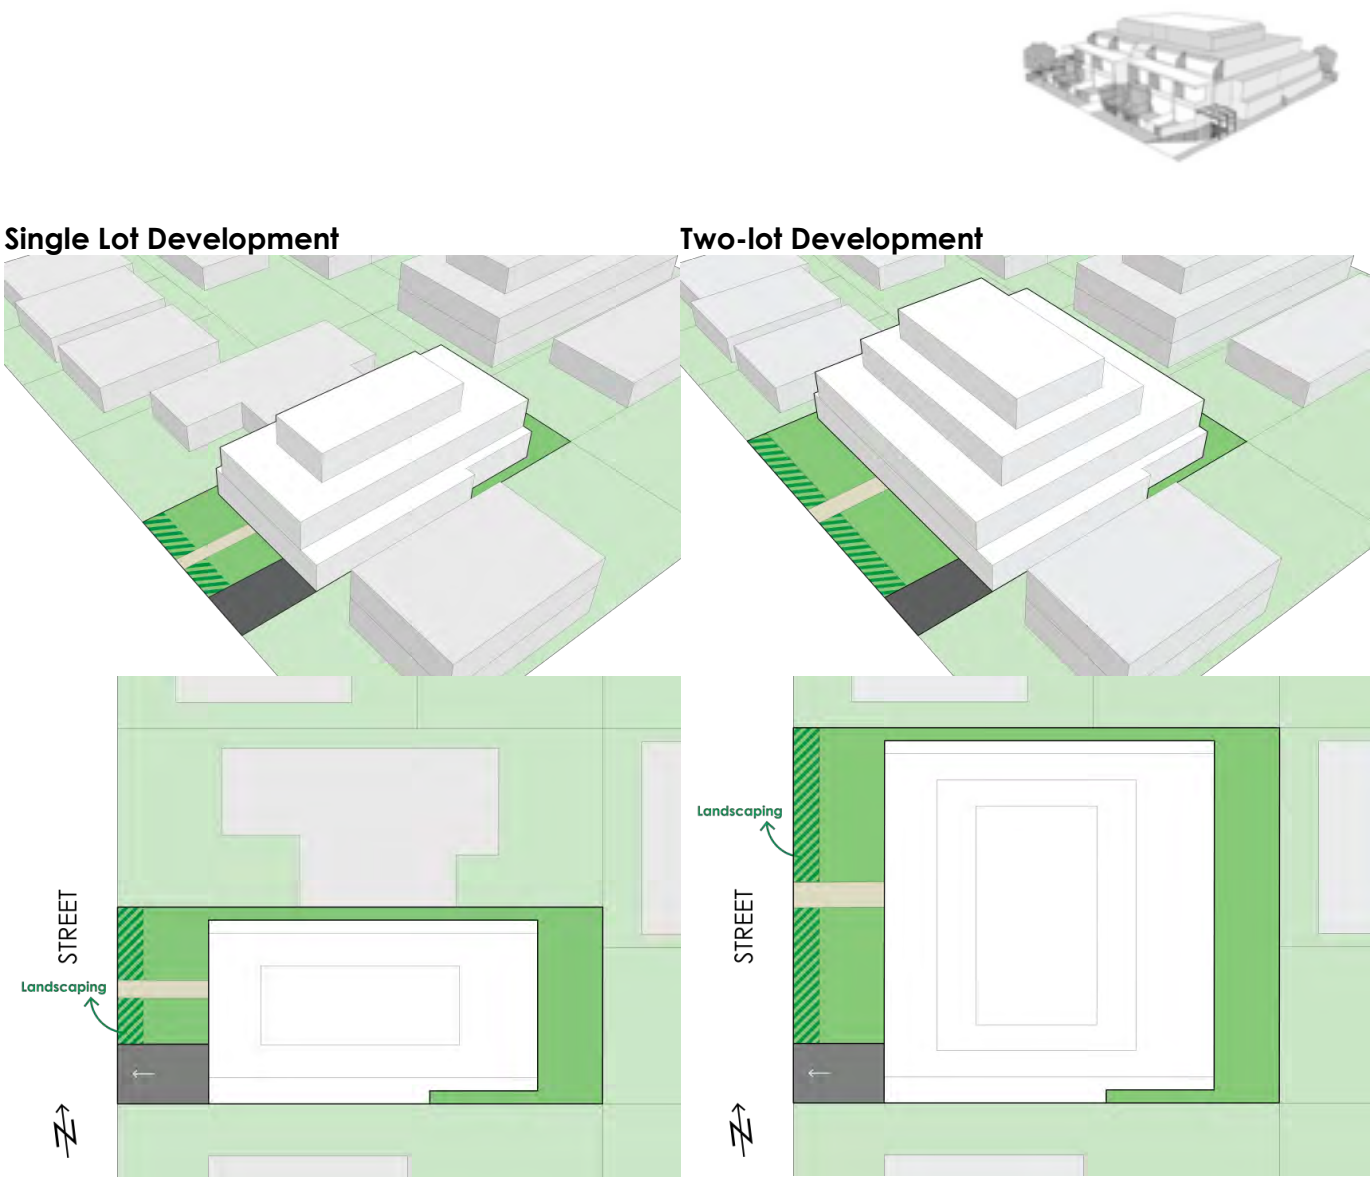 Single Lot Development
Two-lot Development
Landscaping
STREET
Landscaping
STREET